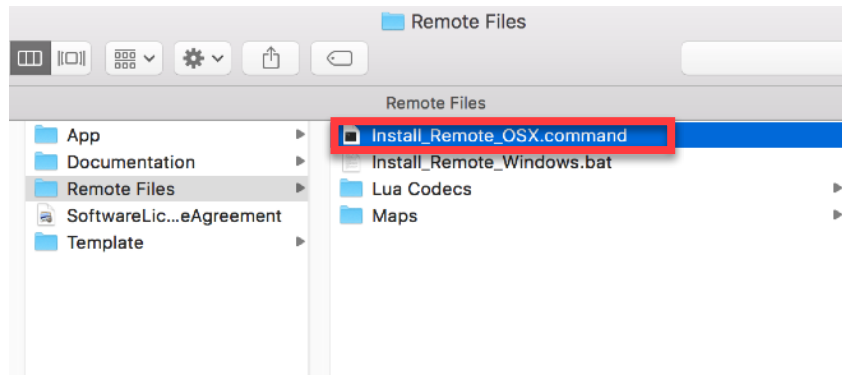 Remote Files
Remote Files
App
Documentation
Remote Files
SoftwareLic...eAgreement
Template
Install_Remote_OSX.command
Install_Remote_Windows.bat
Lua Codecs
Maps